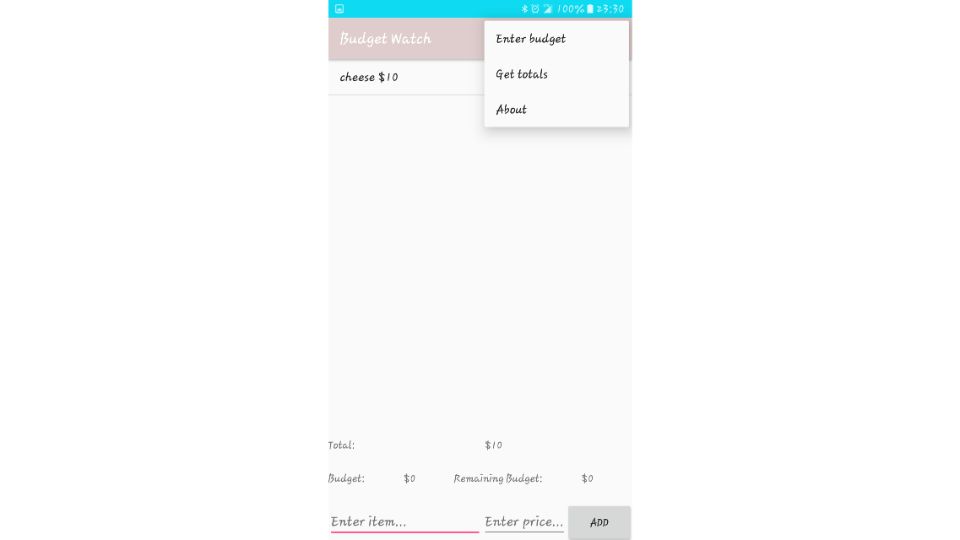 100% 23:30
Budget Watch
Enter budget
Get totals
About
cheese $10
Total: $10
Budget: $0 Remaining Budget: $0
Enter item... Enter price... ADD